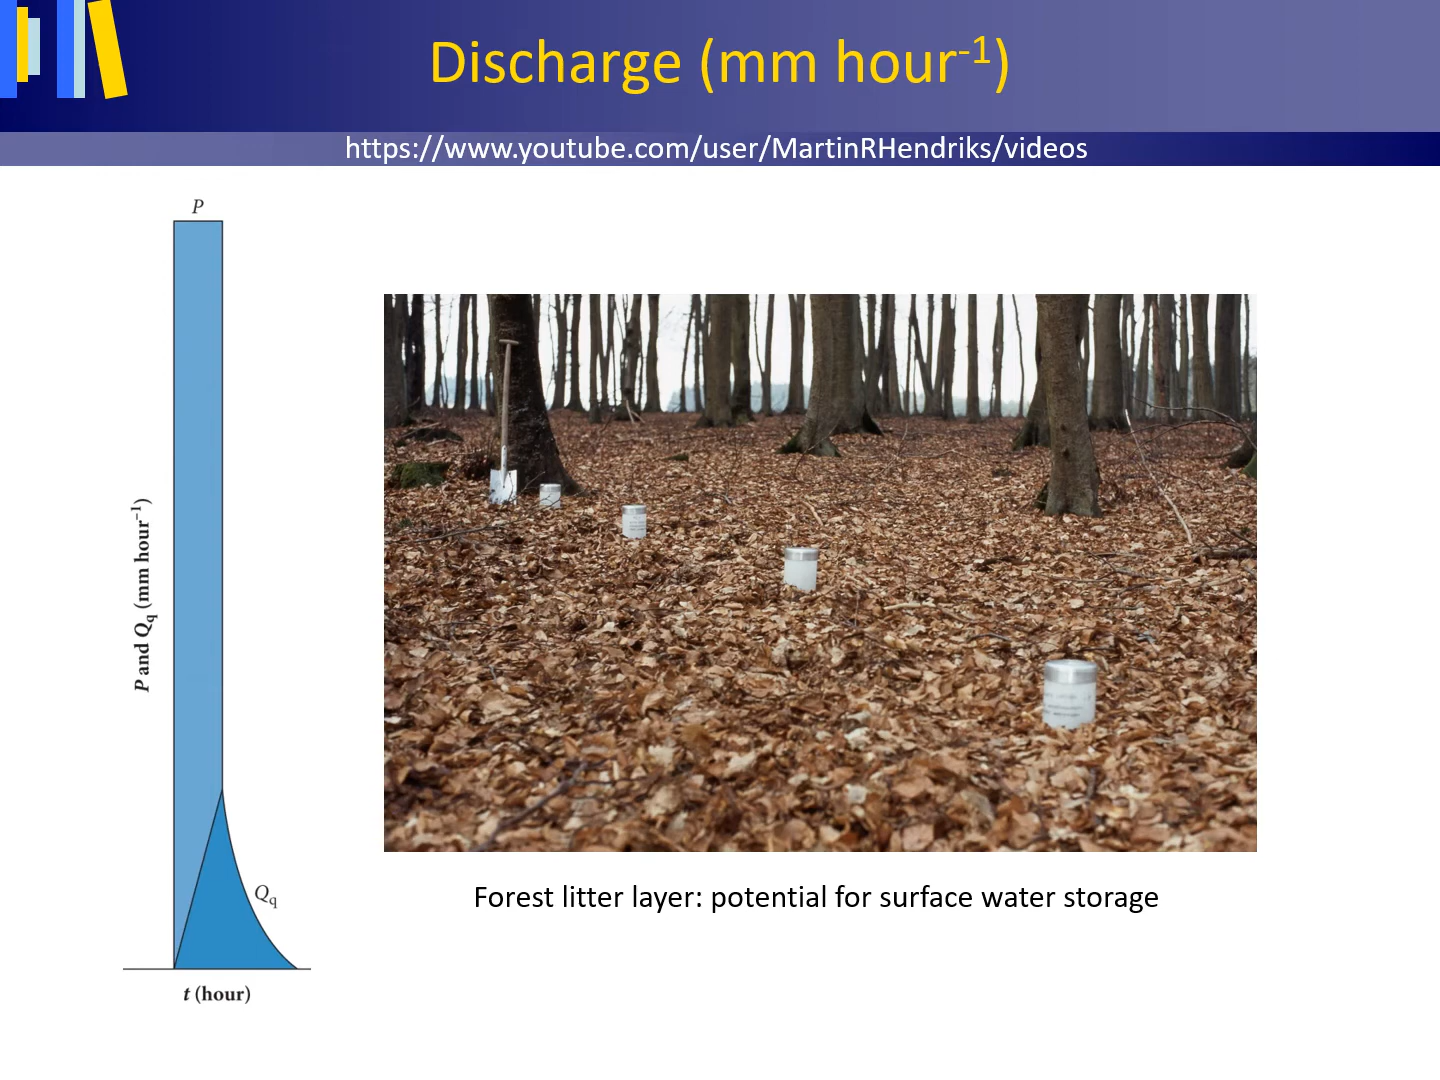 Discharge (mm hour⁻¹)
https://www.youtube.com/user/MartinRHendriks/videos
P
P and Qq (mm hour⁻¹)
Qq
t (hour)
Forest litter layer: potential for surface water storage